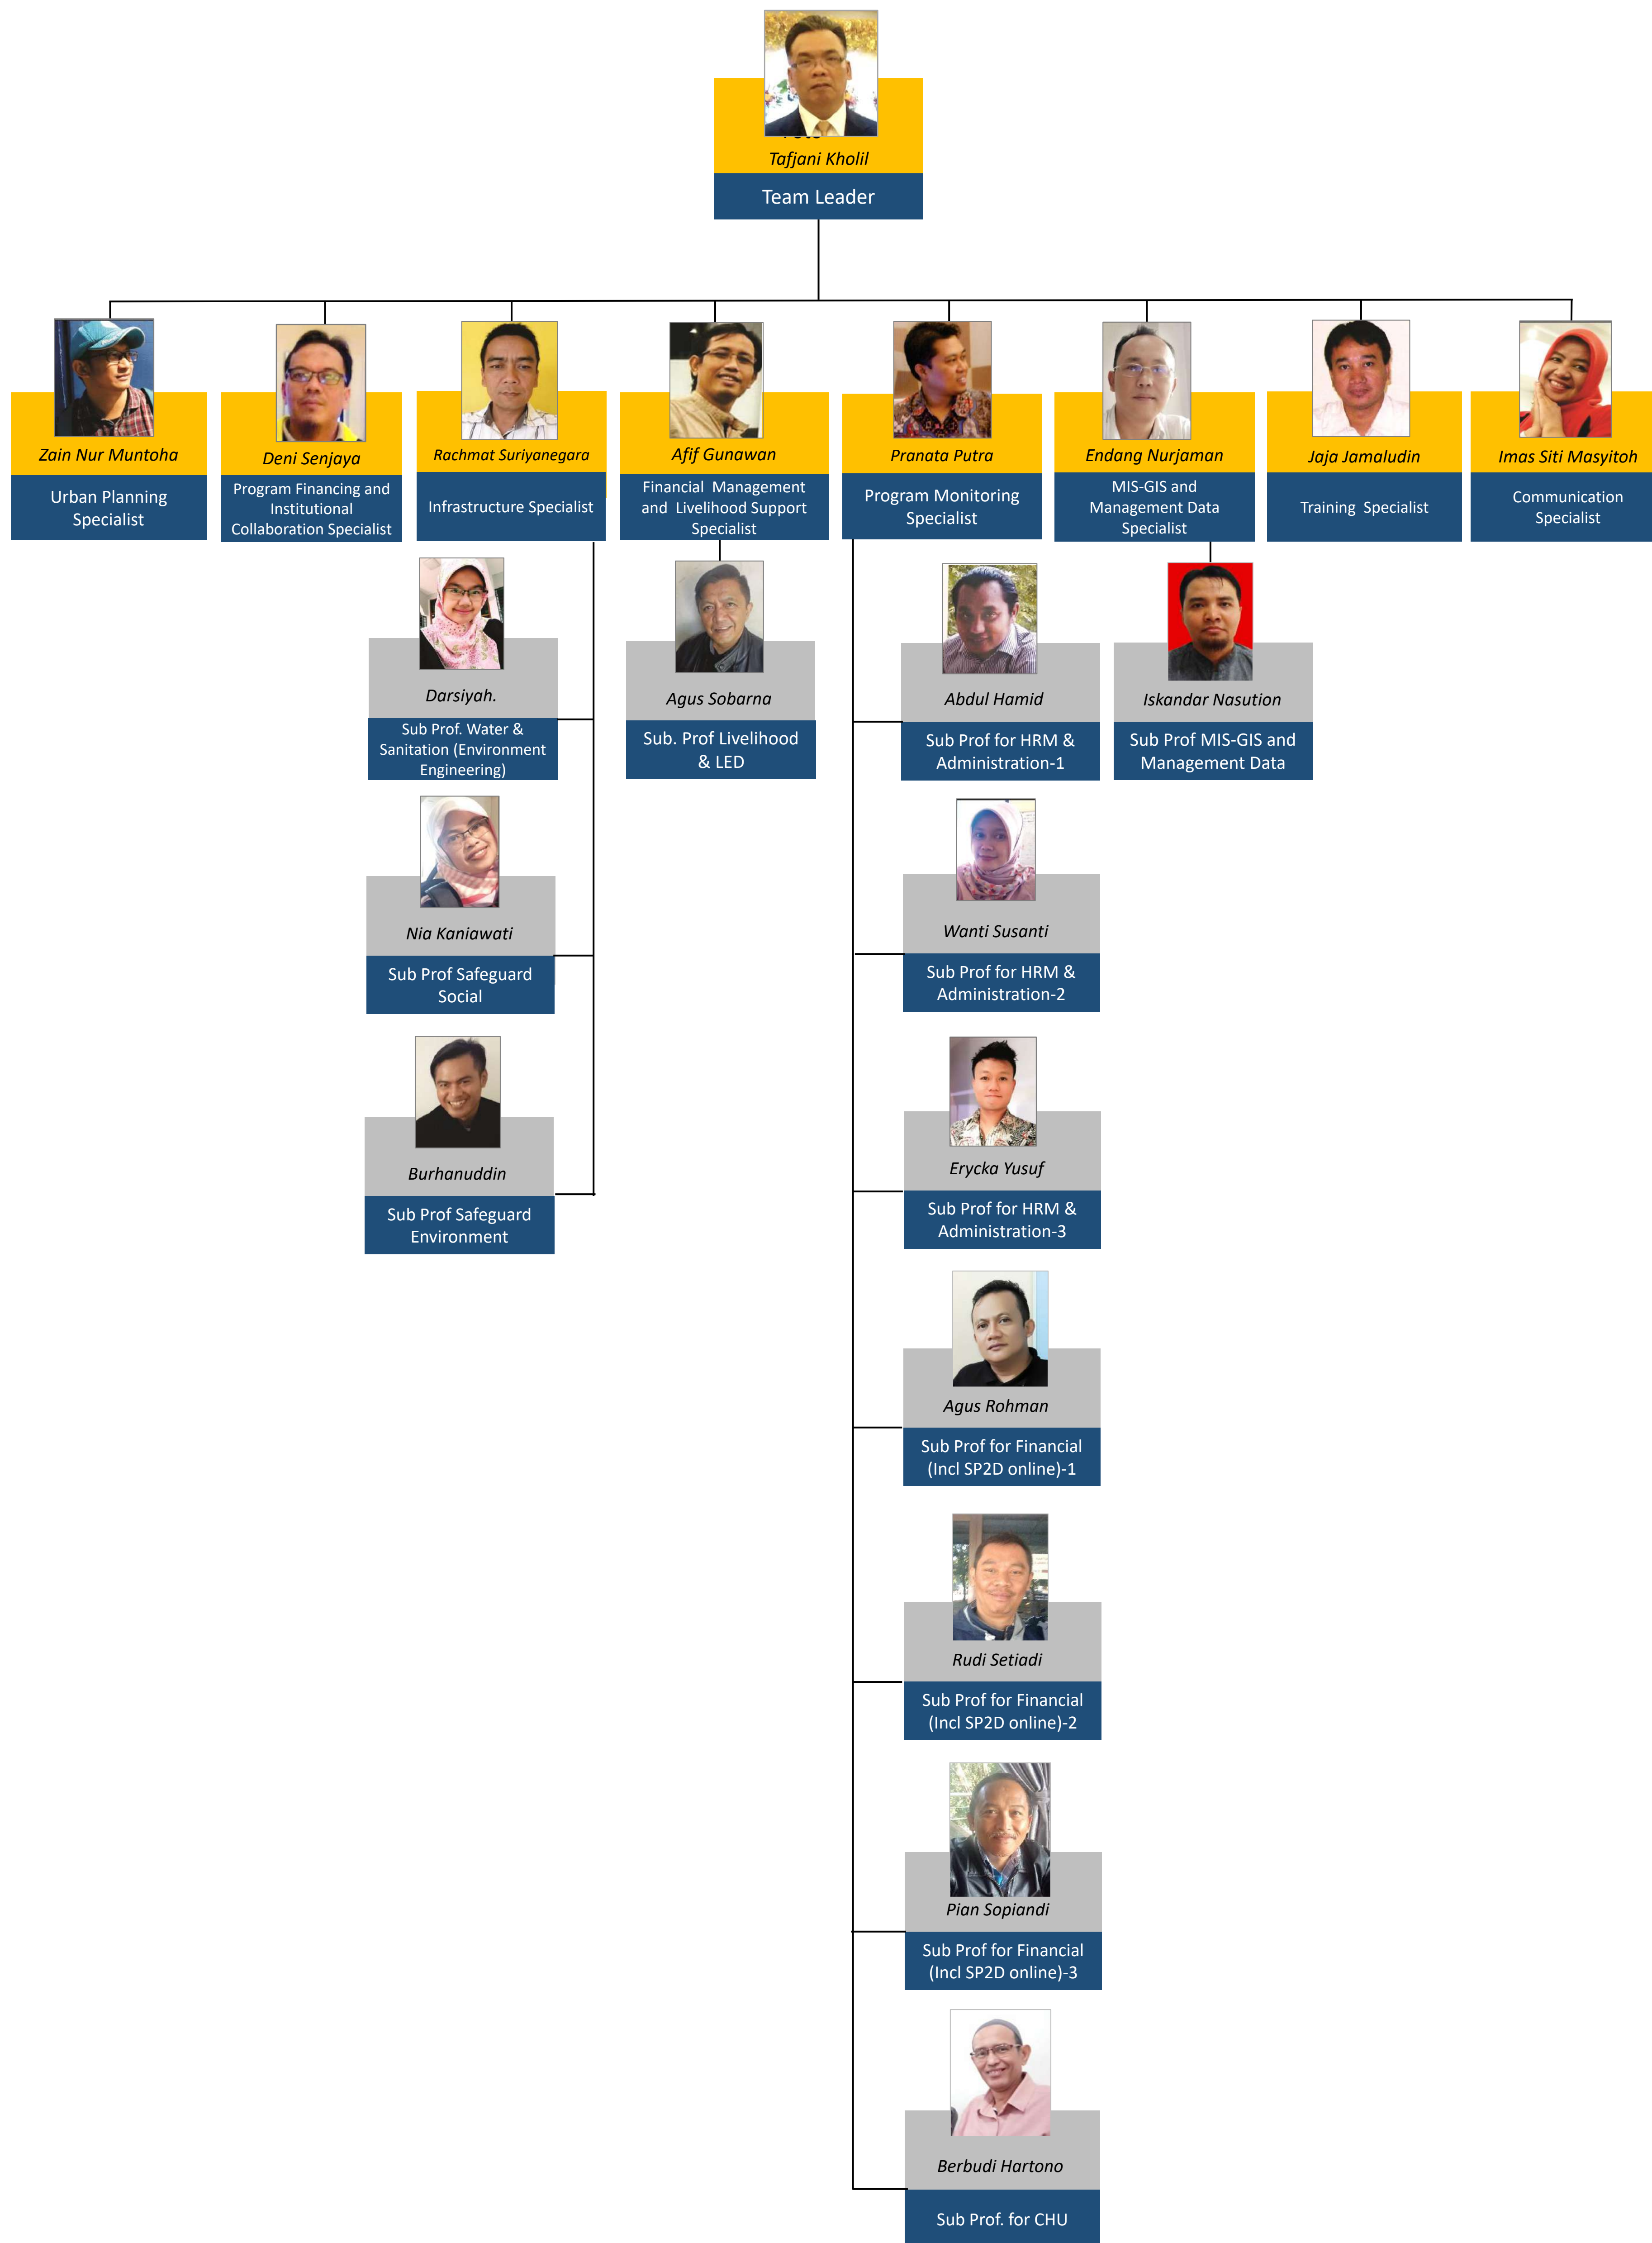 Tafjani Kholil
Team Leader
Zain Nur Muntoha
Urban Planning
Specialist
Deni Senjaya
Program Financing and
Institutional
Collaboration Specialist
Rachmat Suriyanegara
Infrastructure Specialist
Afif Gunawan
Financial Management
and Livelihood Support
Specialist
Pranata Putra
Program Monitoring
Specialist
Endang Nurjaman
MIS-GIS and
Management Data
Specialist
Jaja Jamaludin
Training Specialist
Imas Siti Masyitoh
Communication
Specialist
Darsiyah.
Sub Prof. Water &
Sanitation (Environment
Engineering)
Agus Sobarna
Sub. Prof Livelihood
& LED
Abdul Hamid
Sub Prof for HRM &
Administration-1
Iskandar Nasution
Sub Prof MIS-GIS and
Management Data
Nia Kaniawati
Sub Prof Safeguard
Social
Wanti Susanti
Sub Prof for HRM &
Administration-2
Burhanuddin
Sub Prof Safeguard
Environment
Erycka Yusuf
Sub Prof for HRM &
Administration-3
Agus Rohman
Sub Prof for Financial
(Incl SP2D online)-1
Rudi Setiadi
Sub Prof for Financial
(Incl SP2D online)-2
Pian Sopiandi
Sub Prof for Financial
(Incl SP2D online)-3
Berbudi Hartono
Sub Prof. for CHU